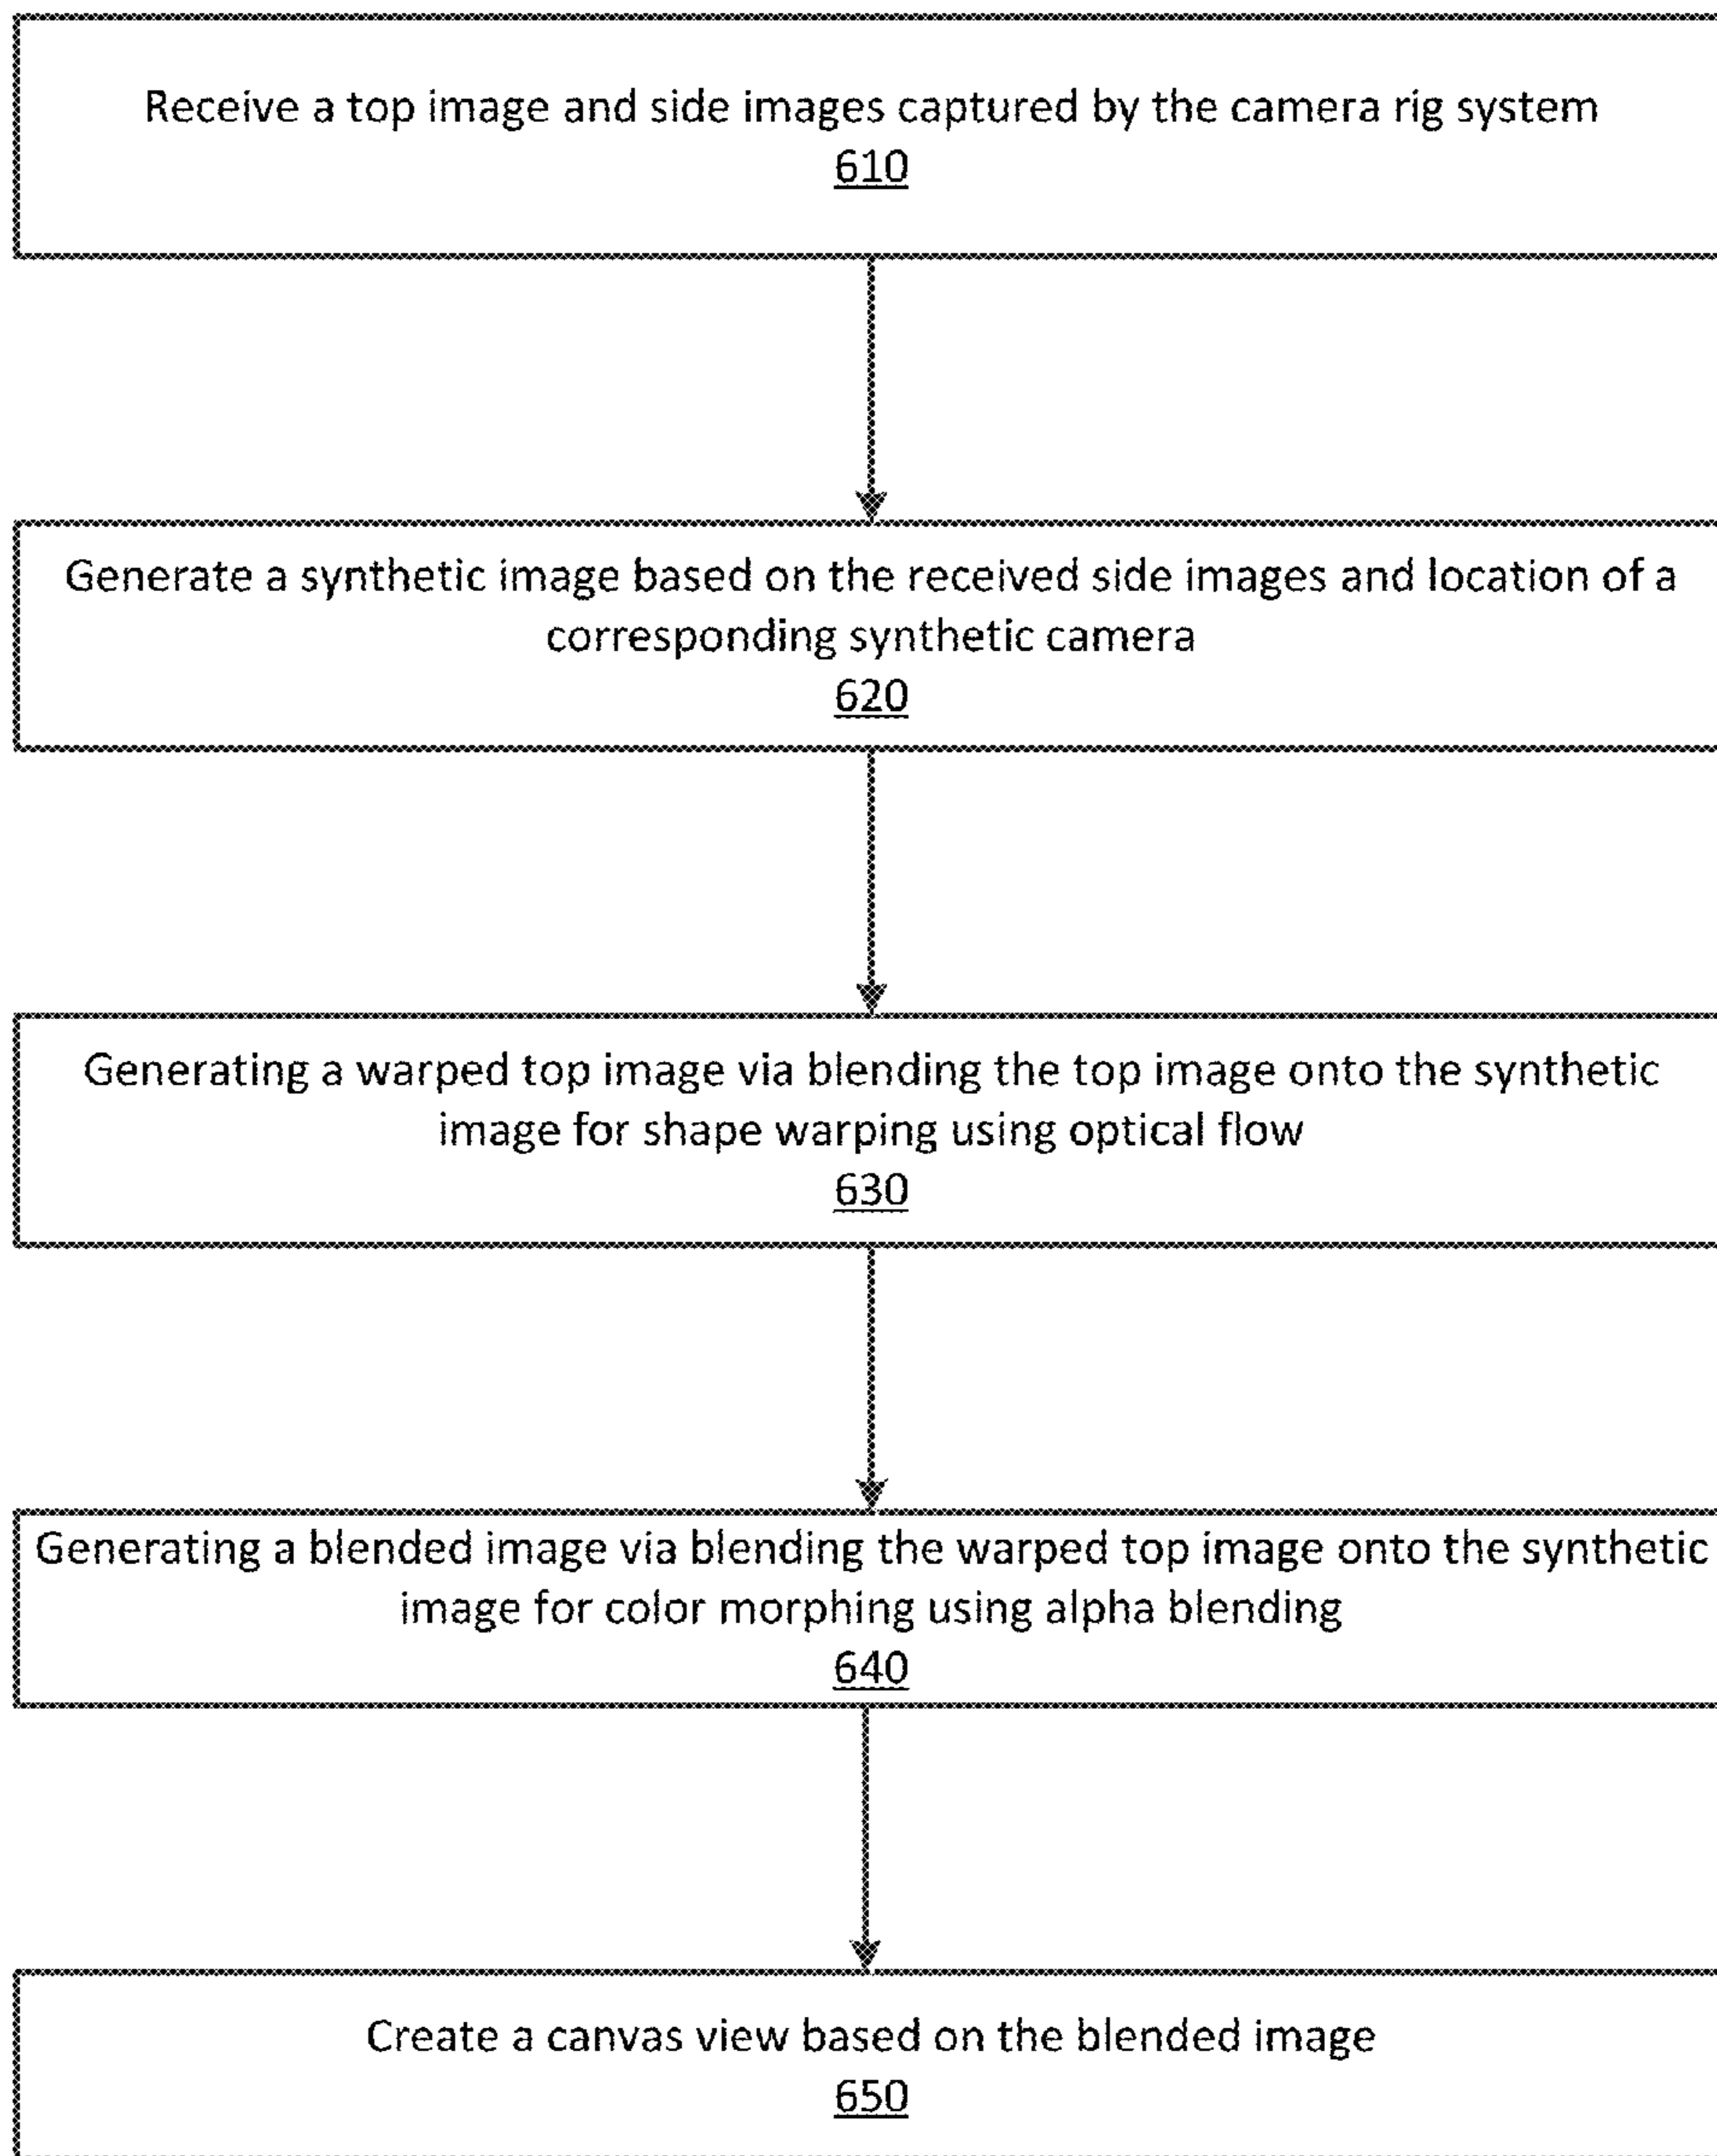 Receive a top image and side images captured by the camera rig system
610
Generate a synthetic image based on the received side images and location of a
corresponding synthetic camera
620
Generating a warped top image via blending the top image onto the synthetic
image for shape warping using optical flow
630
Generating a blended image via blending the warped top image onto the synthetic
image for color morphing using alpha blending
640
Create a canvas view based on the blended image
650